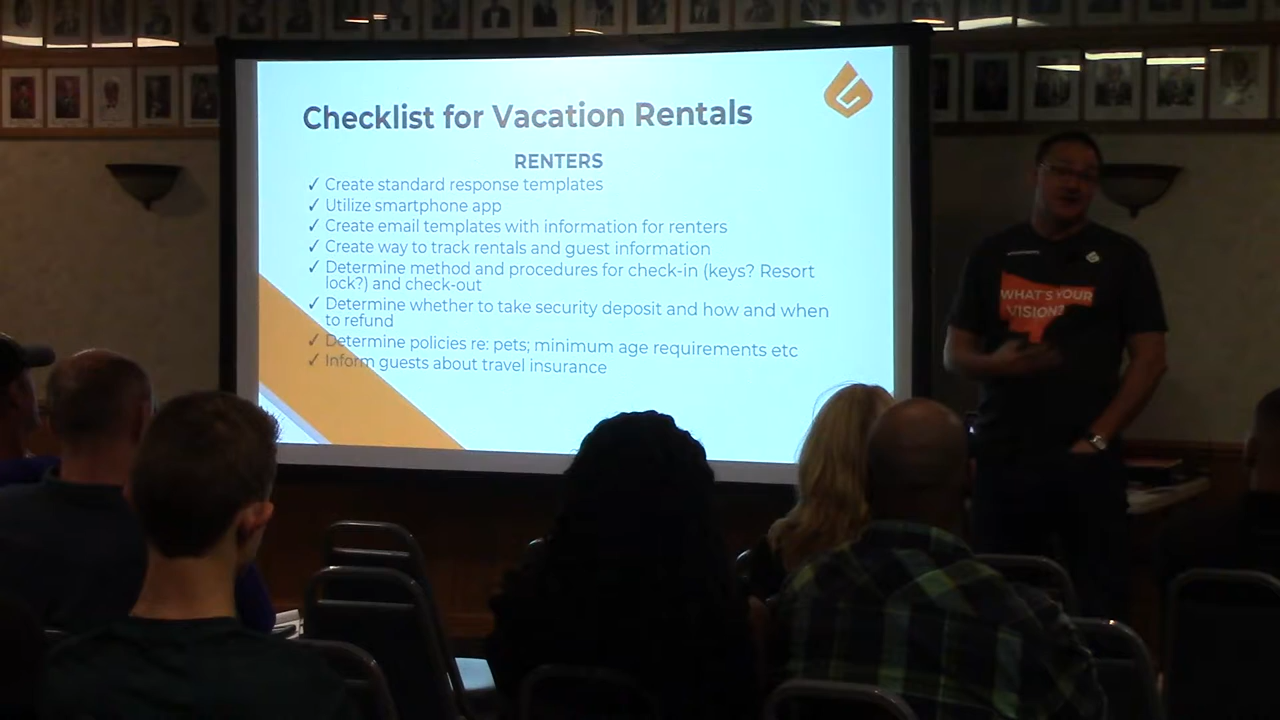 Checklist for Vacation Rentals
RENTERS
✓ Create standard response templates
✓ Utilize smartphone app
✓ Create email templates with information for renters
✓ Create way to track rentals and guest information
✓ Determine method and procedures for check-in (keys? Resort
lock?) and check-out
✓ Determine whether to take security deposit and how and when
to refund
✓ Determine policies re: pets; minimum age requirements etc
✓ Inform guests about travel insurance
WHAT'S YOUR
VISION?